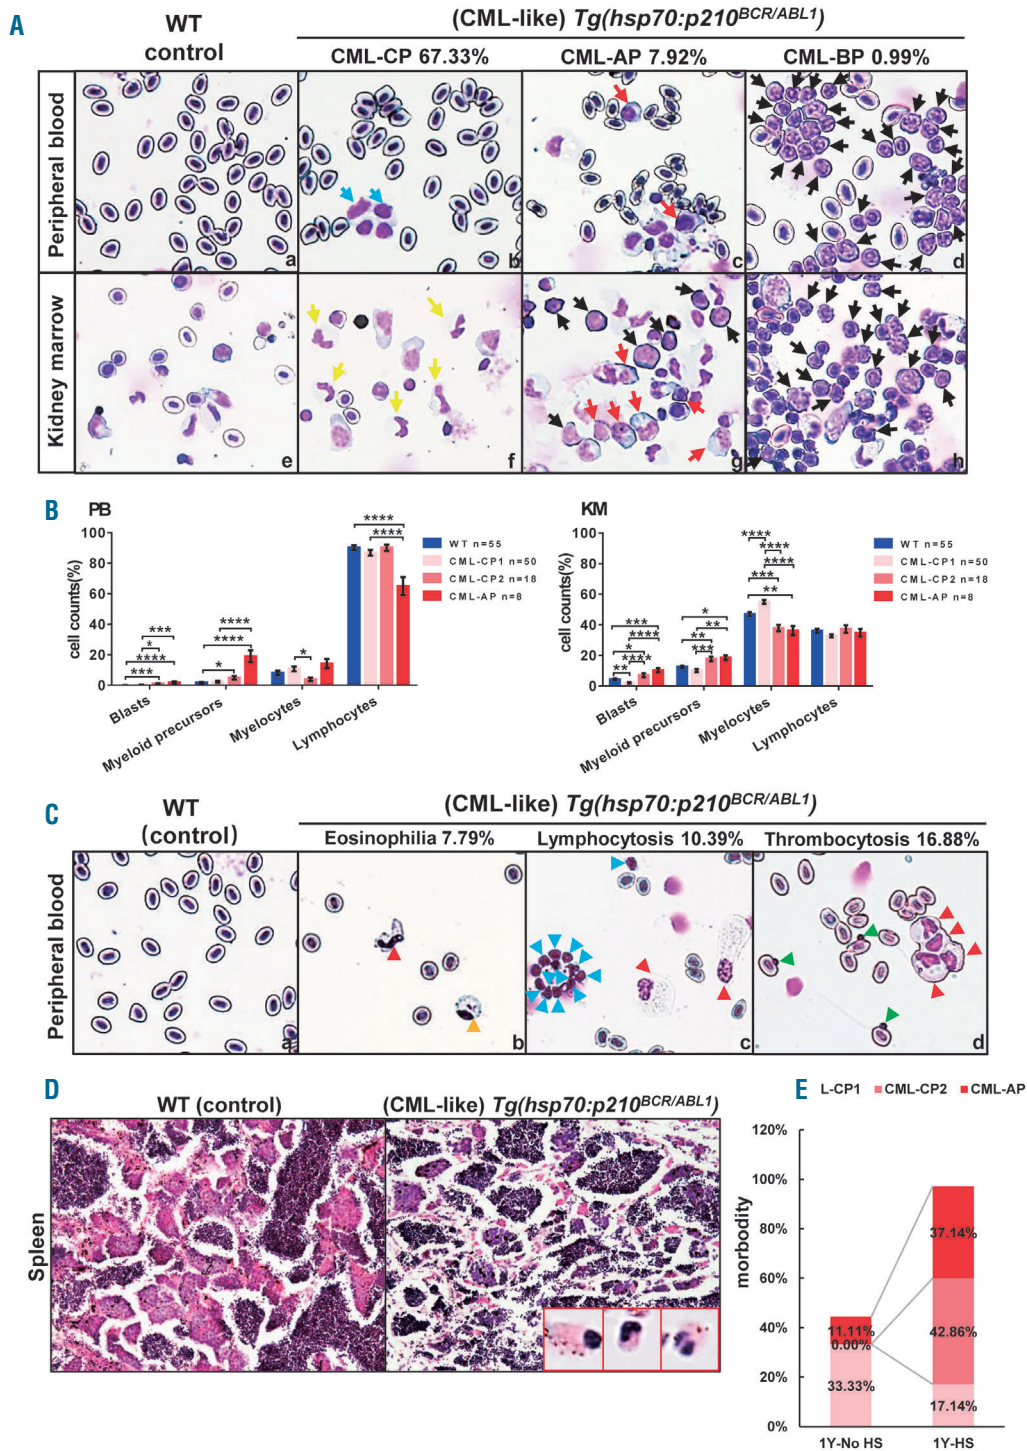 A
WT
control
(CML-like) Tg(hsp70:p210BCR/ABL1)
CML-CP 67.33%
CML-AP 7.92%
CML-BP 0.99%
Peripheral blood
a
b
c
d
Kidney marrow
e
f
g
h
B
PB
cell counts(%)
100
80
60
40
20
0
**** **** *** * **** *** **** **** * *
WT n=55
CML-CP1 n=50
CML-CP2 n=18
CML-AP n=8
Blasts
Myeloid precursors
Myelocytes
Lymphocytes
KM
cell counts(%)
100
80
60
40
20
0
**** **** **** *** ** *** **** * **** ** * ** ** ***
WT n=55
CML-CP1 n=50
CML-CP2 n=18
CML-AP n=8
Blasts
Myeloid precursors
Myelocytes
Lymphocytes
C
WT
(control)
(CML-like) Tg(hsp70:p210BCR/ABL1)
Eosinophilia 7.79%
Lymphocytosis 10.39%
Thrombocytosis 16.88%
Peripheral blood
a
b
c
d
D
WT (control)
(CML-like) Tg(hsp70:p210BCR/ABL1)
Spleen
E
L-CP1
CML-CP2
CML-AP
morbodity
120%
100%
80%
60%
40%
20%
0%
11.11%
0.00%
33.33%
37.14%
42.86%
17.14%
1Y-No HS
1Y-HS